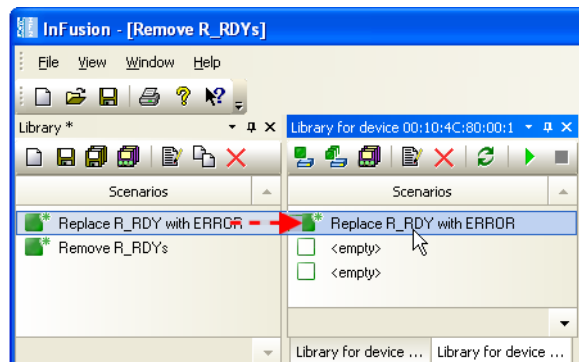 InFusion - [Remove R_RDYs]
File View Window Help
Library *
Library for device 00:10:4C:80:00:1
Scenarios
Scenarios
Replace R_RDY with ERROR
Replace R_RDY with ERROR
Remove R_RDYs
<empty>
<empty>
Library for device ... Library for device ...